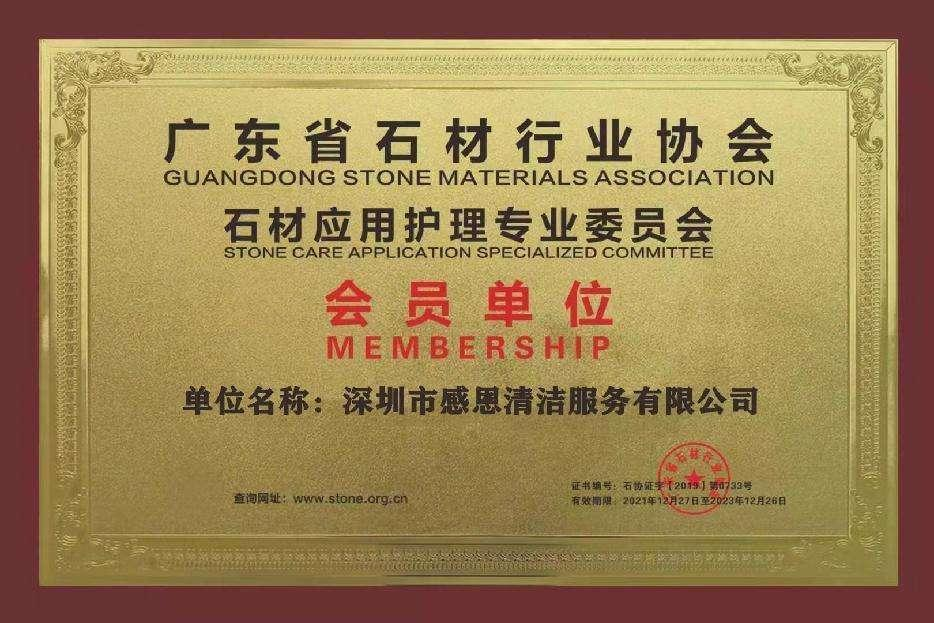 广东省石材行业协会
GUANGDONG STONE MATERIALS ASSOCIATION
石材应用护理专业委员会
STONE CARE APPLICATION SPECIALIZED COMMITTEE
会员单位
MEMBERSHIP
单位名称：深圳市感恩清洁服务有限公司
查询网址：www.stone.org.cn
证书编号：石协证字【2019】第0733号
有效期限：2021年12月27日至2023年12月26日